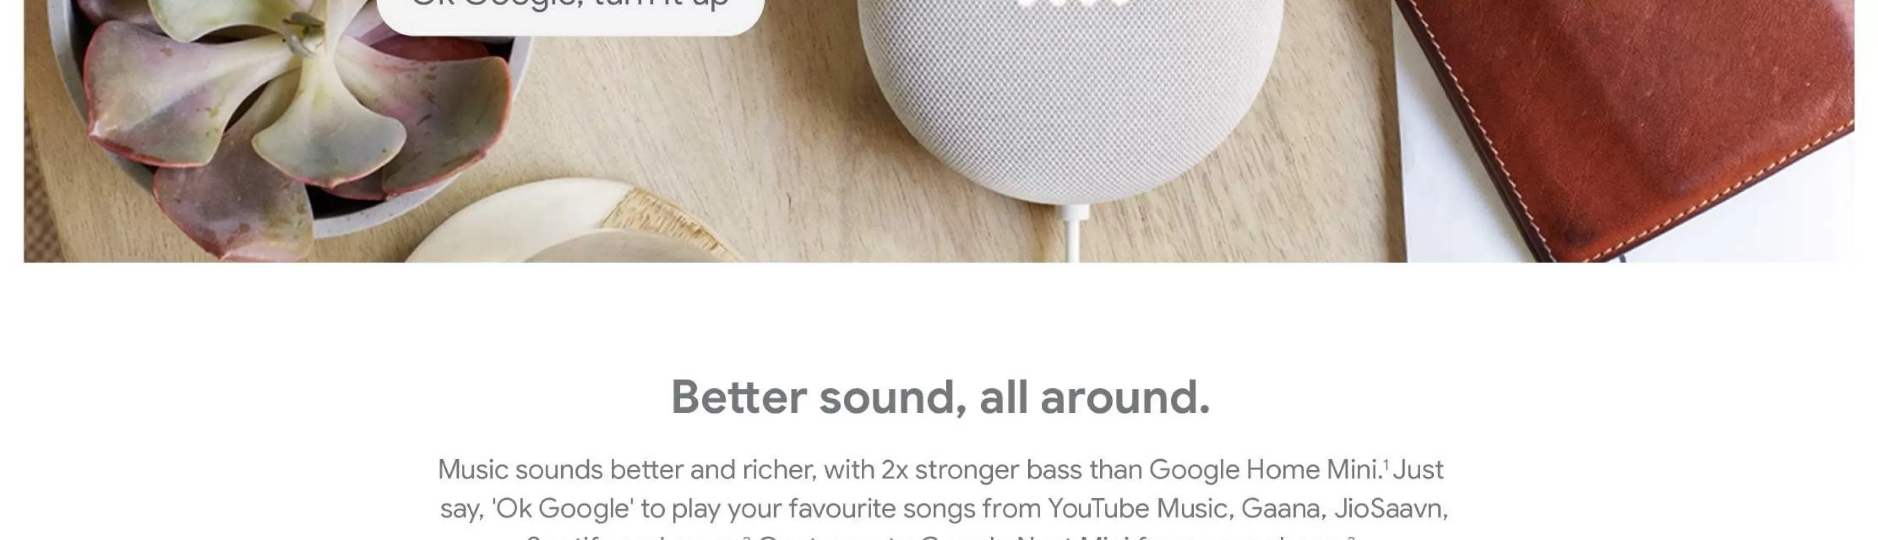 Ok Google, turn it up
Better sound, all around.
Music sounds better and richer, with 2x stronger bass than Google Home Mini.¹ Just
say, 'Ok Google' to play your favourite songs from YouTube Music, Gaana, JioSaavn,